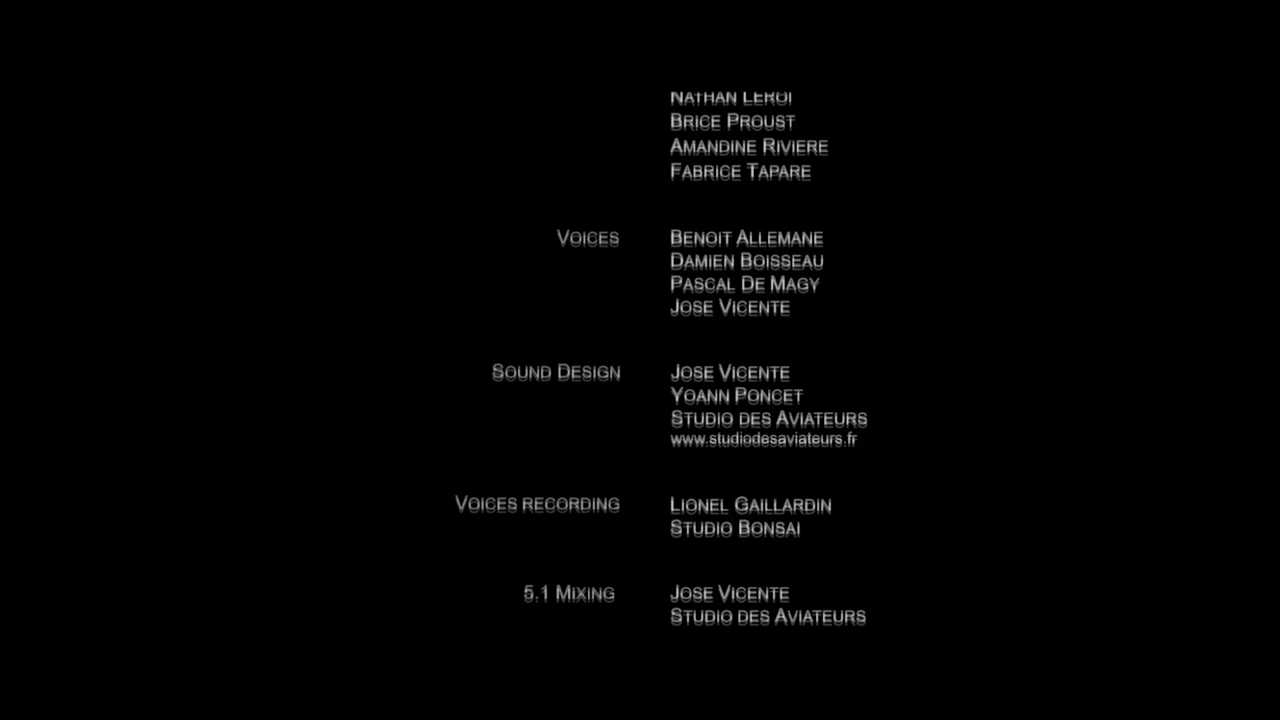 NATHAN LEROI
BRICE PROUST
AMANDINE RIVIERE
FABRICE TAPARE
VOICES BENOIT ALLEMANE
DAMIEN BOISSEAU
PASCAL DE MAGY
JOSE VICENTE
SOUND DESIGN JOSE VICENTE
YOANN PONCET
STUDIO DES AVIATEURS
www.studiodesaviateurs.fr
VOICES RECORDING LIONEL GAILLARDIN
STUDIO BONSAI
5.1 MIXING JOSE VICENTE
STUDIO DES AVIATEURS